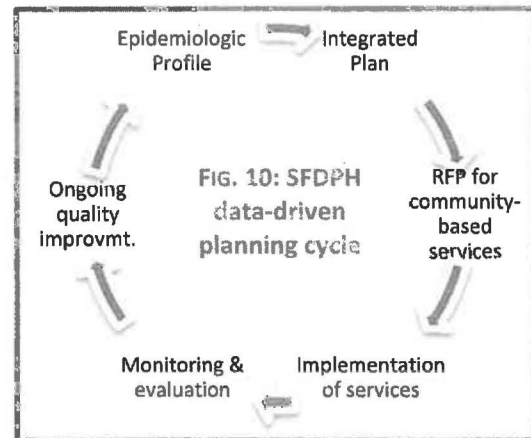 Epidemiologic
Profile
Integrated
Plan
RFP for
community-
based
services
Implementation
of services
Monitoring &
evaluation
Ongoing
quality
improvmt.
FIG. 10: SFDPH
data-driven
planning cycle